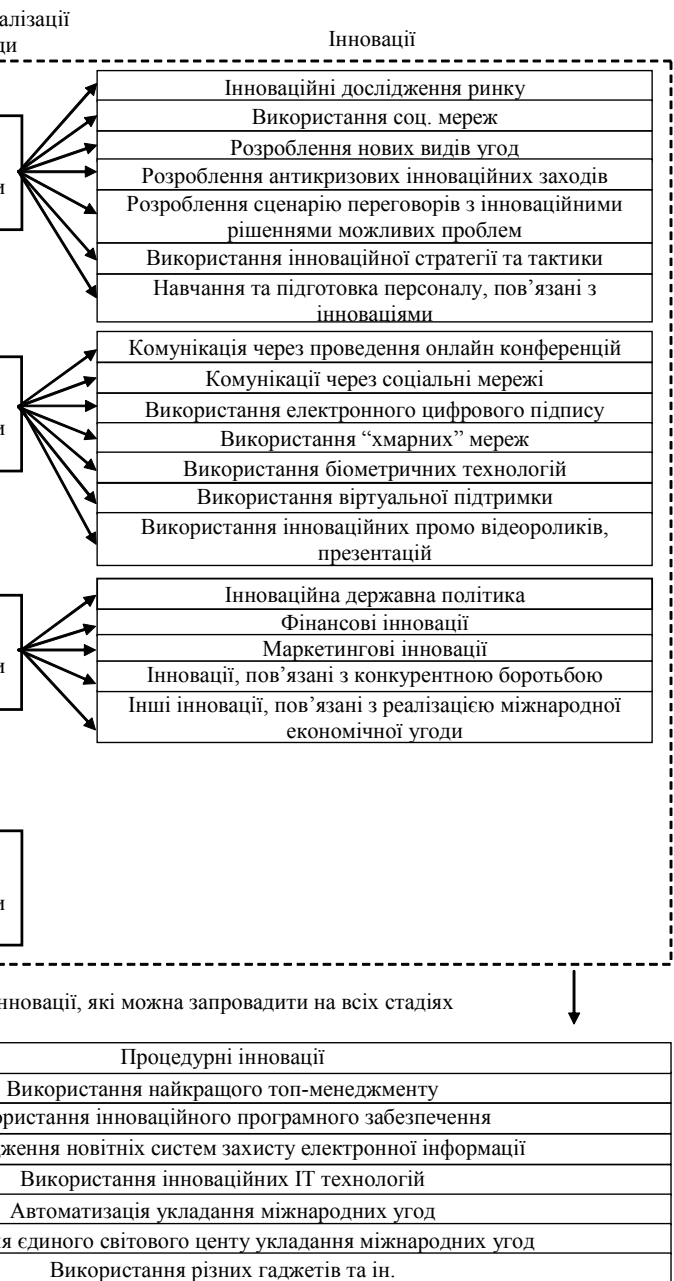 алізації
ди
Інновації
Інноваційні дослідження ринку
Використання соц. мереж
Розроблення нових видів угод
и
Розроблення антикризових інноваційних заходів
Розроблення сценарію переговорів з інноваційними
рішеннями можливих проблем
Використання інноваційної стратегії та тактики
Навчання та підготовка персоналу, пов’язані з
інноваціями
Комунікація через проведення онлайн конференцій
Комунікації через соціальні мережі
Використання електронного цифрового підпису
и
Використання “хмарних” мереж
Використання біометричних технологій
Використання віртуальної підтримки
Використання інноваційних промо відеороликів,
презентацій
Інноваційна державна політика
Фінансові інновації
Маркетингові інновації
и
Інновації, пов’язані з конкурентною боротьбою
Інші інновації, пов’язані з реалізацією міжнародної
економічної угоди
и
нновації, які можна запровадити на всіх стадіях
Процедурні інновації
Використання найкращого топ-менеджменту
ористання інноваційного програмного забезпечення
дження новітніх систем захисту електронної інформації
Використання інноваційних ІТ технологій
Автоматизація укладання міжнародних угод
я єдиного світового центу укладання міжнародних угод
Використання різних гаджетів та ін.